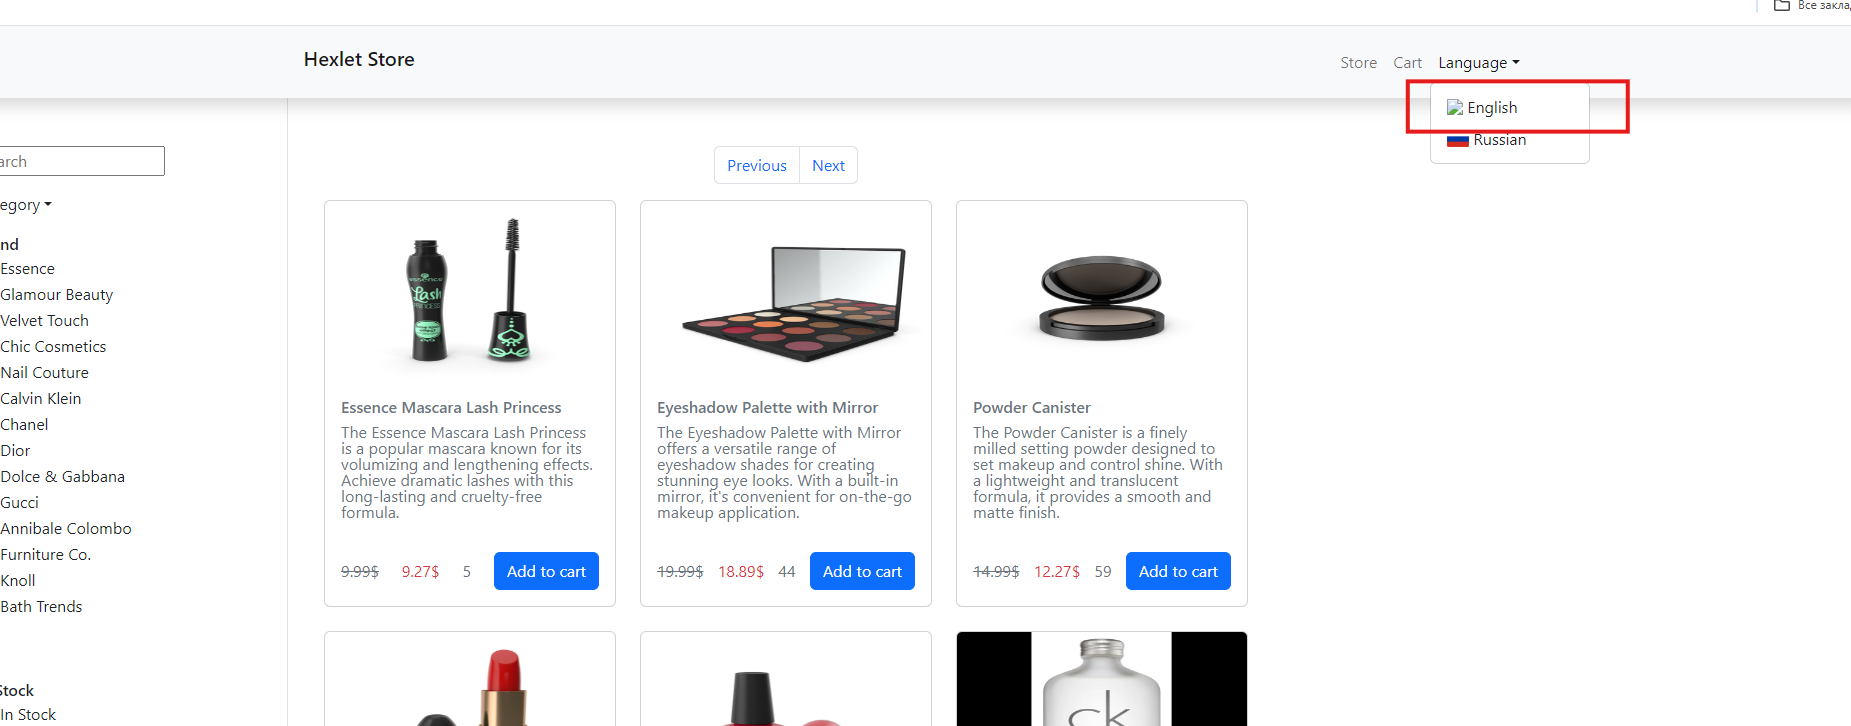 Все закла
Hexlet Store
Store Cart Language
English
Russian
arch
egory
nd
Essence
Glamour Beauty
Velvet Touch
Chic Cosmetics
Nail Couture
Calvin Klein
Chanel
Dior
Dolce & Gabbana
Gucci
Annibale Colombo
Furniture Co.
Knoll
Bath Trends
Stock
In Stock
Previous Next
essence
Lash
PRINCESS
Essence Mascara Lash Princess
The Essence Mascara Lash Princess
is a popular mascara known for its
volumizing and lengthening effects.
Achieve dramatic lashes with this
long-lasting and cruelty-free
formula.
9.99$ 9.27$ 5 Add to cart
Eyeshadow Palette with Mirror
The Eyeshadow Palette with Mirror
offers a versatile range of
eyeshadow shades for creating
stunning eye looks. With a built-in
mirror, it's convenient for on-the-go
makeup application.
19.99$ 18.89$ 44 Add to cart
Powder Canister
The Powder Canister is a finely
milled setting powder designed to
set makeup and control shine. With
a lightweight and translucent
formula, it provides a smooth and
matte finish.
14.99$ 12.27$ 59 Add to cart
ck